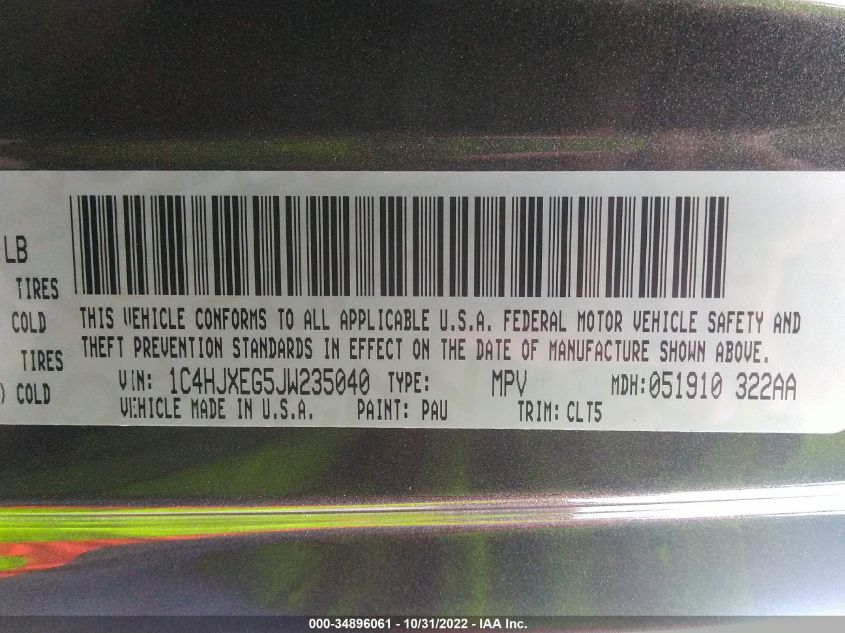 LB
TIRES
COLD
THIS VEHICLE CONFORMS TO ALL APPLICABLE U.S.A. FEDERAL MOTOR VEHICLE SAFETY AND
TIRES
THEFT PREVENTION STANDARDS IN EFFECT ON THE DATE OF MANUFACTURE SHOWN ABOVE.
) COLD
VIN: 1C4HJXEG5JW235040 TYPE: MPV MDH:051910 322AA
VEHICLE MADE IN U.S.A. PAINT: PAU TRIM: CLT5
000-34896061 - 10/31/2022 - IAA Inc.